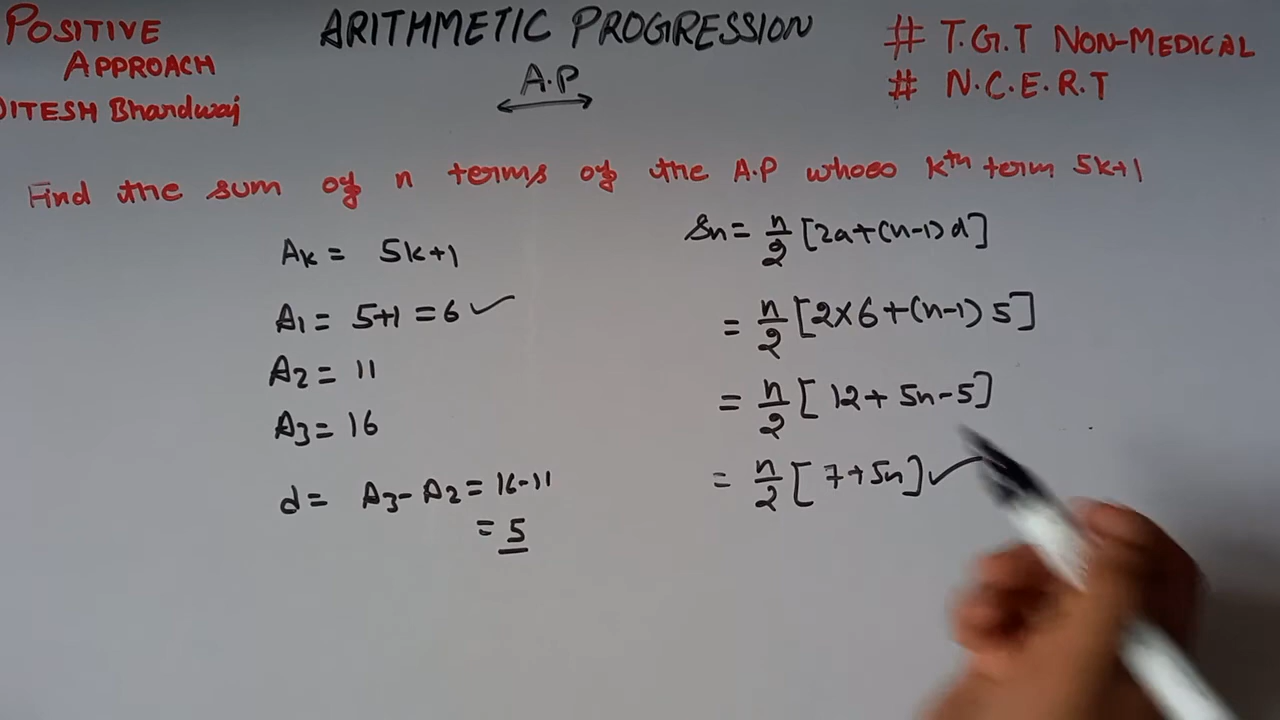 POSITIVE
APPROACH
JITESH Bhardwaj
ARITHMETIC PROGRESSION
A.P
# T.G.T NON-MEDICAL
# N.C.E.R.T
Find the sum of n terms of the A.P whoes kth term 5k+1
Ak = 5k+1
A1 = 5+1 = 6 ✓
A2 = 11
A3 = 16
d = A3 - A2 = 16-11
= 5
Sn = n/2 [2a+(n-1)d]
= n/2 [2×6+(n-1)5]
= n/2 [12+5n-5]
= n/2 [7+5n] ✓